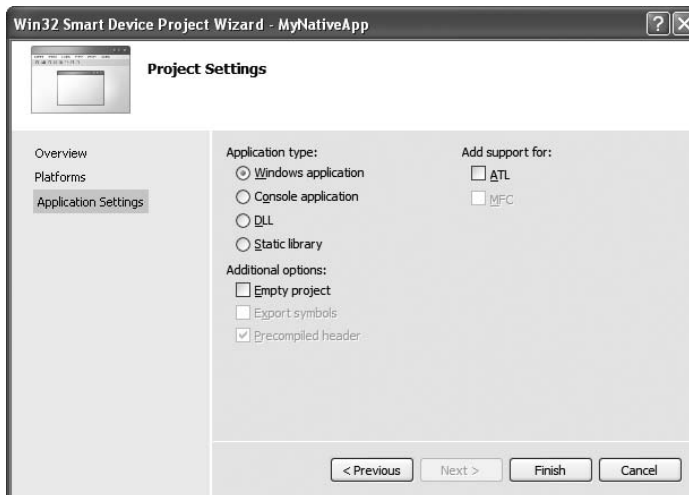 Win32 Smart Device Project Wizard - MyNativeApp
Project Settings
Overview
Platforms
Application Settings
Application type:
Windows application
Console application
DLL
Static library
Additional options:
Empty project
Export symbols
Precompiled header
Add support for:
ATL
MFC
< Previous
Next >
Finish
Cancel